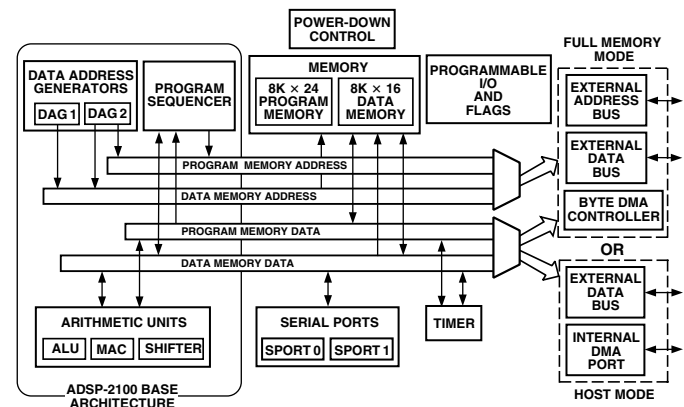 POWER-DOWN
CONTROL
FULL MEMORY
MODE
DATA ADDRESS
GENERATORS
DAG 1
DAG 2
PROGRAM
SEQUENCER
MEMORY
8K × 24
PROGRAM
MEMORY
8K × 16
DATA
MEMORY
PROGRAMMABLE
I/O
AND
FLAGS
EXTERNAL
ADDRESS
BUS
EXTERNAL
DATA
BUS
BYTE DMA
CONTROLLER
OR
PROGRAM MEMORY ADDRESS
DATA MEMORY ADDRESS
PROGRAM MEMORY DATA
DATA MEMORY DATA
EXTERNAL
DATA
BUS
INTERNAL
DMA
PORT
HOST MODE
ARITHMETIC UNITS
ALU
MAC
SHIFTER
SERIAL PORTS
SPORT 0
SPORT 1
TIMER
ADSP-2100 BASE
ARCHITECTURE